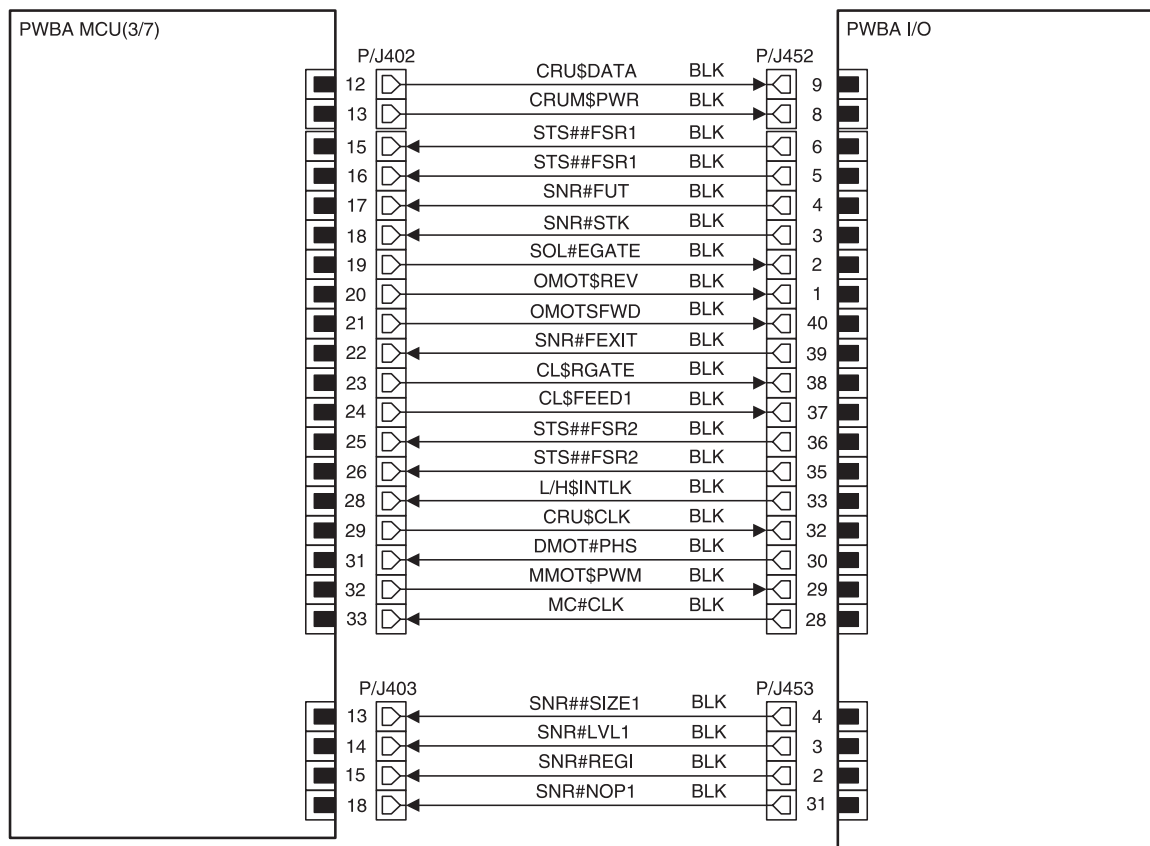 PWBA MCU(3/7) PWBA I/O
P/J402 P/J452
12 CRU$DATA BLK 9
13 CRUM$PWR BLK 8
15 STS##FSR1 BLK 6
16 STS##FSR1 BLK 5
17 SNR#FUT BLK 4
18 SNR#STK BLK 3
19 SOL#EGATE BLK 2
20 OMOT$REV BLK 1
21 OMOTSFWD BLK 40
22 SNR#FEXIT BLK 39
23 CL$RGATE BLK 38
24 CL$FEED1 BLK 37
25 STS##FSR2 BLK 36
26 STS##FSR2 BLK 35
28 L/H$INTLK BLK 33
29 CRU$CLK BLK 32
31 DMOT#PHS BLK 30
32 MMOT$PWM BLK 29
33 MC#CLK BLK 28
P/J403 P/J453
13 SNR##SIZE1 BLK 4
14 SNR#LVL1 BLK 3
15 SNR#REGI BLK 2
18 SNR#NOP1 BLK 31